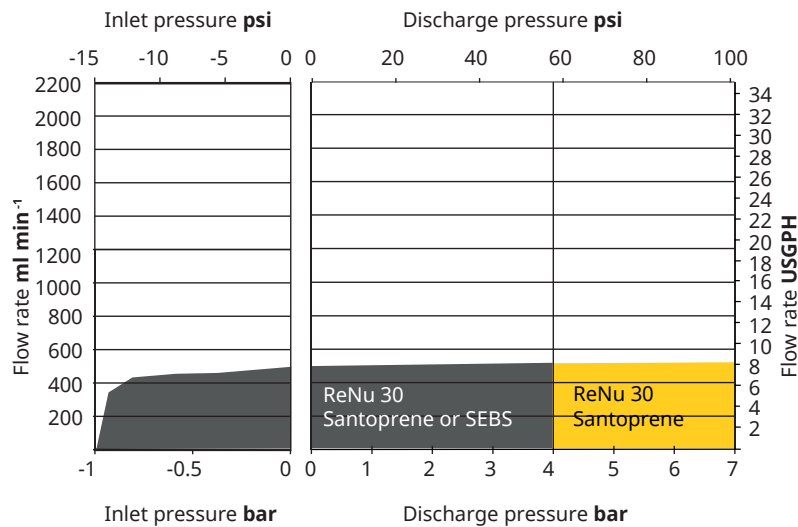 Inlet pressure psi
Discharge pressure psi
-15 -10 -5 0 0 20 40 60 80 100
2200
2000
1800
1600
1400
1200
1000
800
600
400
200
Flow rate ml min⁻¹
34
32
30
28
26
24
22
20
18
16
14
12
10
8
6
4
2
Flow rate USGPH
ReNu 30
Santoprene or SEBS
ReNu 30
Santoprene
-1 -0.5 0 0 1 2 3 4 5 6 7
Inlet pressure bar
Discharge pressure bar